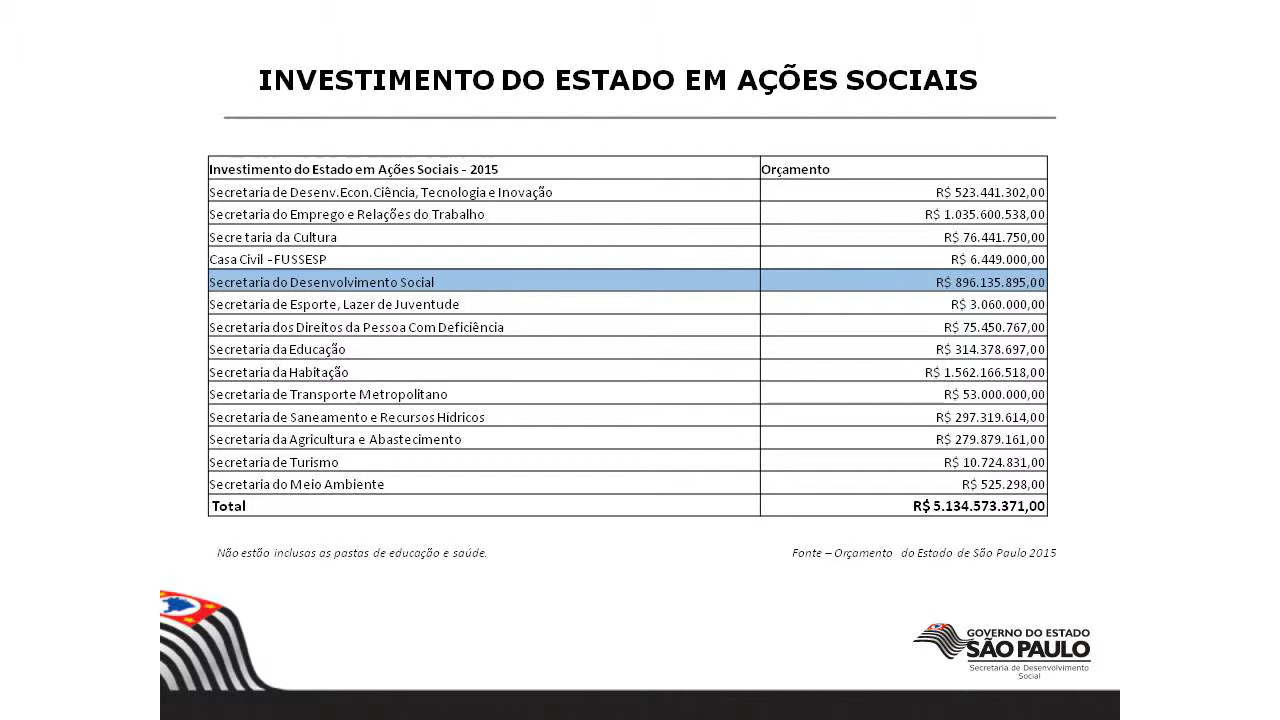 INVESTIMENTO DO ESTADO EM AÇÕES SOCIAIS
Investimento do Estado em Ações Sociais - 2015 Orçamento
Secretaria de Desenv.Econ.Ciência, Tecnologia e Inovação R$ 523.441.302,00
Secretaria do Emprego e Relações do Trabalho R$ 1.035.600.538,00
Secretaria da Cultura R$ 76.441.750,00
Casa Civil - FUSSESP R$ 6.449.000,00
Secretaria do Desenvolvimento Social R$ 896.135.895,00
Secretaria de Esporte, Lazer de Juventude R$ 3.060.000,00
Secretaria dos Direitos da Pessoa Com Deficiência R$ 75.450.767,00
Secretaria da Educação R$ 314.378.697,00
Secretaria da Habitação R$ 1.562.166.518,00
Secretaria de Transporte Metropolitano R$ 53.000.000,00
Secretaria de Saneamento e Recursos Hídricos R$ 297.319.614,00
Secretaria da Agricultura e Abastecimento R$ 279.879.161,00
Secretaria de Turismo R$ 10.724.831,00
Secretaria do Meio Ambiente R$ 525.298,00
Total R$ 5.134.573.371,00
Não estão inclusas as pastas de educação e saúde. Fonte – Orçamento do Estado de São Paulo 2015
GOVERNO DO ESTADO
SÃO PAULO
Secretaria de Desenvolvimento
Social